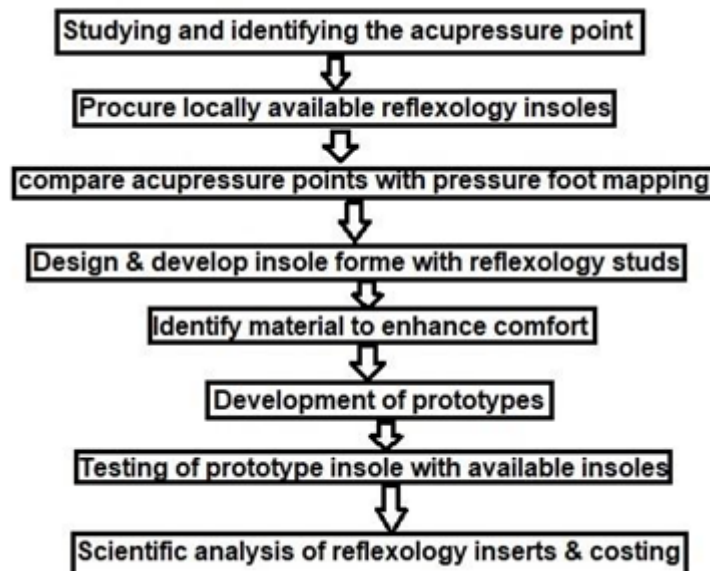 Studying and identifying the acupressure point
Procure locally available reflexology insoles
compare acupressure points with pressure foot mapping
Design & develop insole forme with reflexology studs
Identify material to enhance comfort
Development of prototypes
Testing of prototype insole with available insoles
Scientific analysis of reflexology inserts & costing